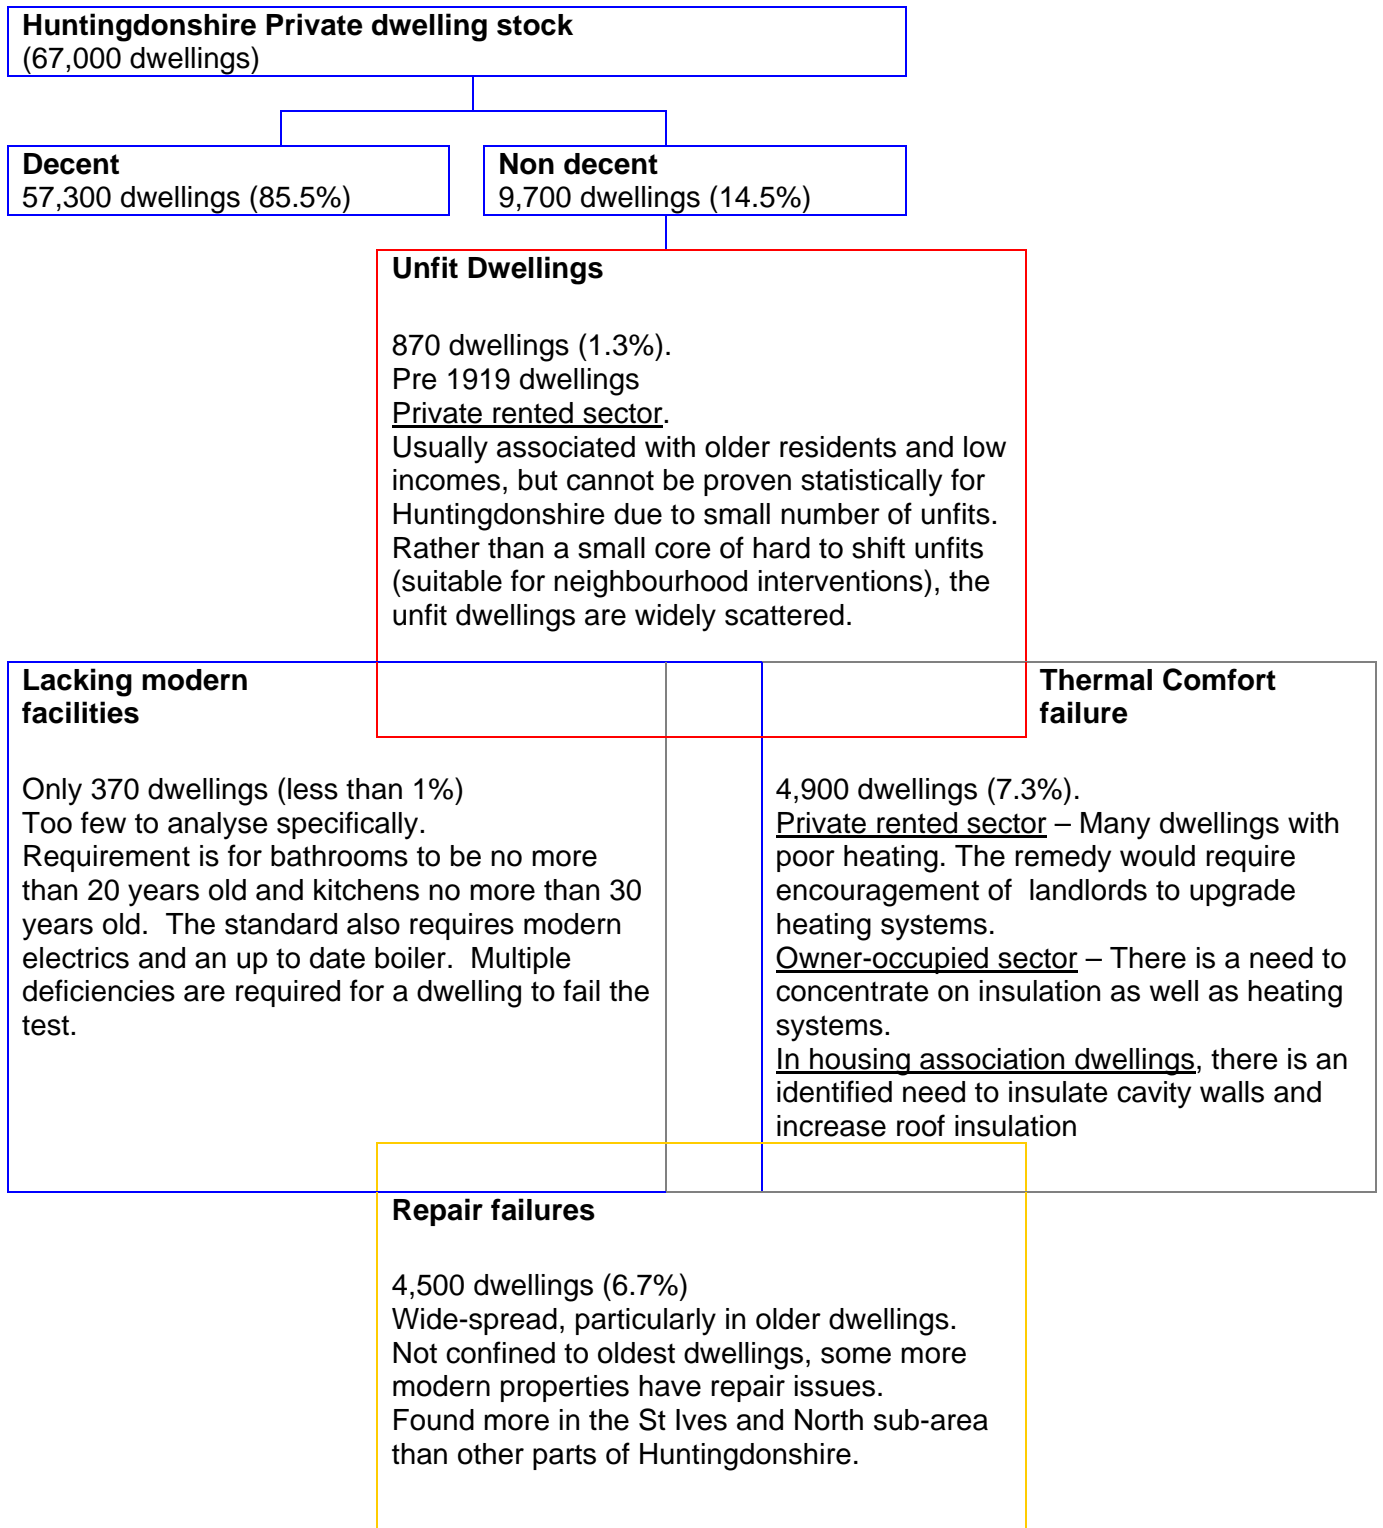 Huntingdonshire Private dwelling stock
(67,000 dwellings)
Decent
57,300 dwellings (85.5%)
Non decent
9,700 dwellings (14.5%)
Unfit Dwellings
870 dwellings (1.3%).
Pre 1919 dwellings
Private rented sector.
Usually associated with older residents and low
incomes, but cannot be proven statistically for
Huntingdonshire due to small number of unfits.
Rather than a small core of hard to shift unfits
(suitable for neighbourhood interventions), the
unfit dwellings are widely scattered.
Lacking modern
facilities
Only 370 dwellings (less than 1%)
Too few to analyse specifically.
Requirement is for bathrooms to be no more
than 20 years old and kitchens no more than 30
years old.  The standard also requires modern
electrics and an up to date boiler.  Multiple
deficiencies are required for a dwelling to fail the
test.
Thermal Comfort
failure
4,900 dwellings (7.3%).
Private rented sector – Many dwellings with
poor heating. The remedy would require
encouragement of  landlords to upgrade
heating systems.
Owner-occupied sector – There is a need to
concentrate on insulation as well as heating
systems.
In housing association dwellings, there is an
identified need to insulate cavity walls and
increase roof insulation
Repair failures
4,500 dwellings (6.7%)
Wide-spread, particularly in older dwellings.
Not confined to oldest dwellings, some more
modern properties have repair issues.
Found more in the St Ives and North sub-area
than other parts of Huntingdonshire.